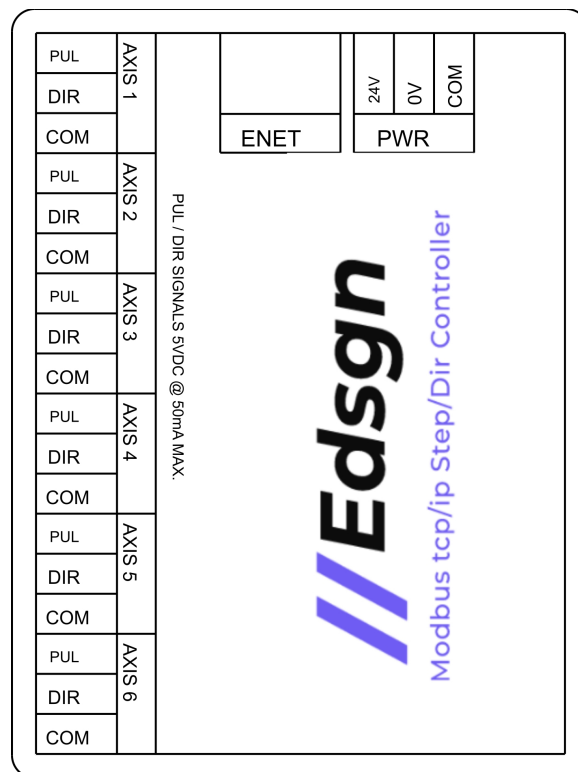 PUL
DIR
COM
AXIS 1
PUL
DIR
COM
AXIS 2
PUL
DIR
COM
AXIS 3
PUL
DIR
COM
AXIS 4
PUL
DIR
COM
AXIS 5
PUL
DIR
COM
AXIS 6
PUL / DIR SIGNALS 5VDC @ 50mA MAX.
ENET
24V
0V
COM
PWR
//Edsgn
Modbus tcp/ip Step/Dir Controller